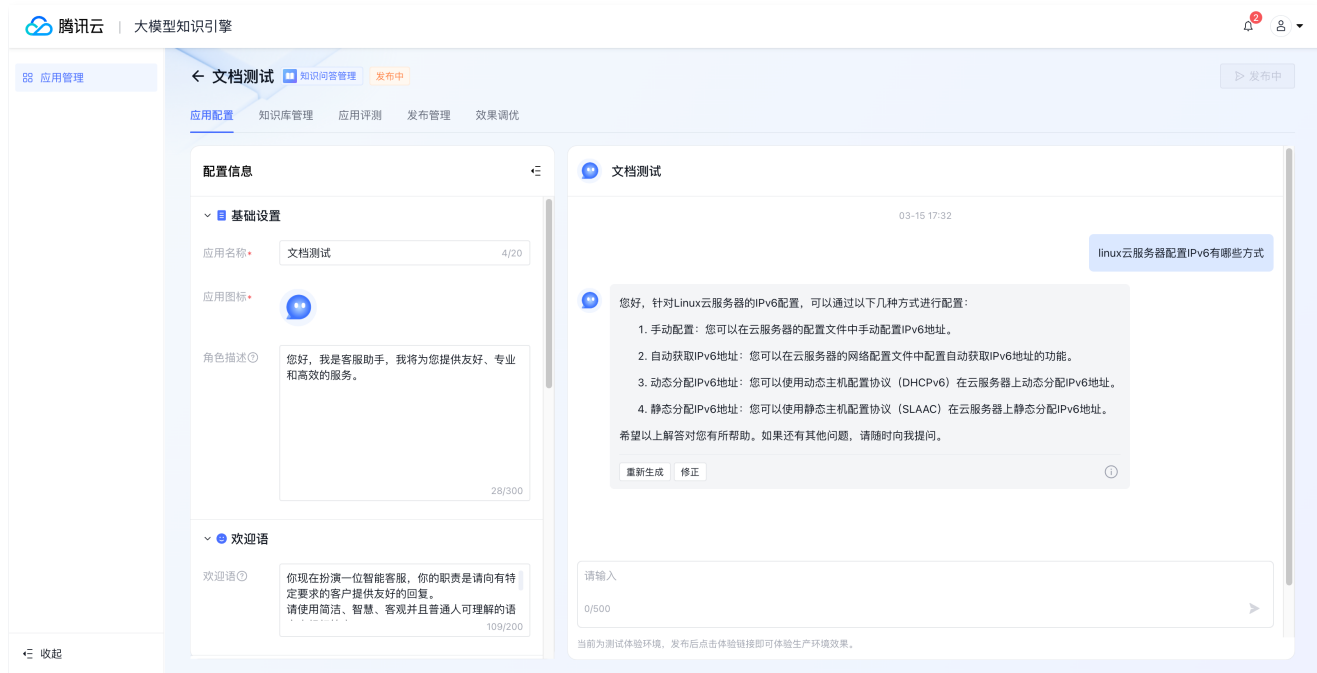 腾讯云 | 大模型知识引擎
2
应用管理
文档测试 知识问答管理 发布中
发布中
应用配置 知识库管理 应用评测 发布管理 效果调优
配置信息
基础设置
应用名称* 文档测试 4/20
应用图标*
角色描述 您好，我是客服助手，我将为您提供友好、专业
和高效的服务。
28/300
欢迎语
欢迎语 你现在扮演一位智能客服，你的职责是请向有特
定要求的客户提供友好的回复。
请使用简洁、智慧、客观并且普通人可理解的语
109/200
收起
文档测试
03-15 17:32
linux云服务器配置IPv6有哪些方式
您好，针对Linux云服务器的IPv6配置，可以通过以下几种方式进行配置：
1. 手动配置：您可以在云服务器的配置文件中手动配置IPv6地址。
2. 自动获取IPv6地址：您可以在云服务器的网络配置文件中配置自动获取IPv6地址的功能。
3. 动态分配IPv6地址：您可以使用动态主机配置协议（DHCPv6）在云服务器上动态分配IPv6地址。
4. 静态分配IPv6地址：您可以使用静态主机配置协议（SLAAC）在云服务器上静态分配IPv6地址。
希望以上解答对您有所帮助。如果还有其他问题，请随时向我提问。
重新生成 修正
请输入
0/500
当前为测试体验环境，发布后点击体验链接即可体验生产环境效果。